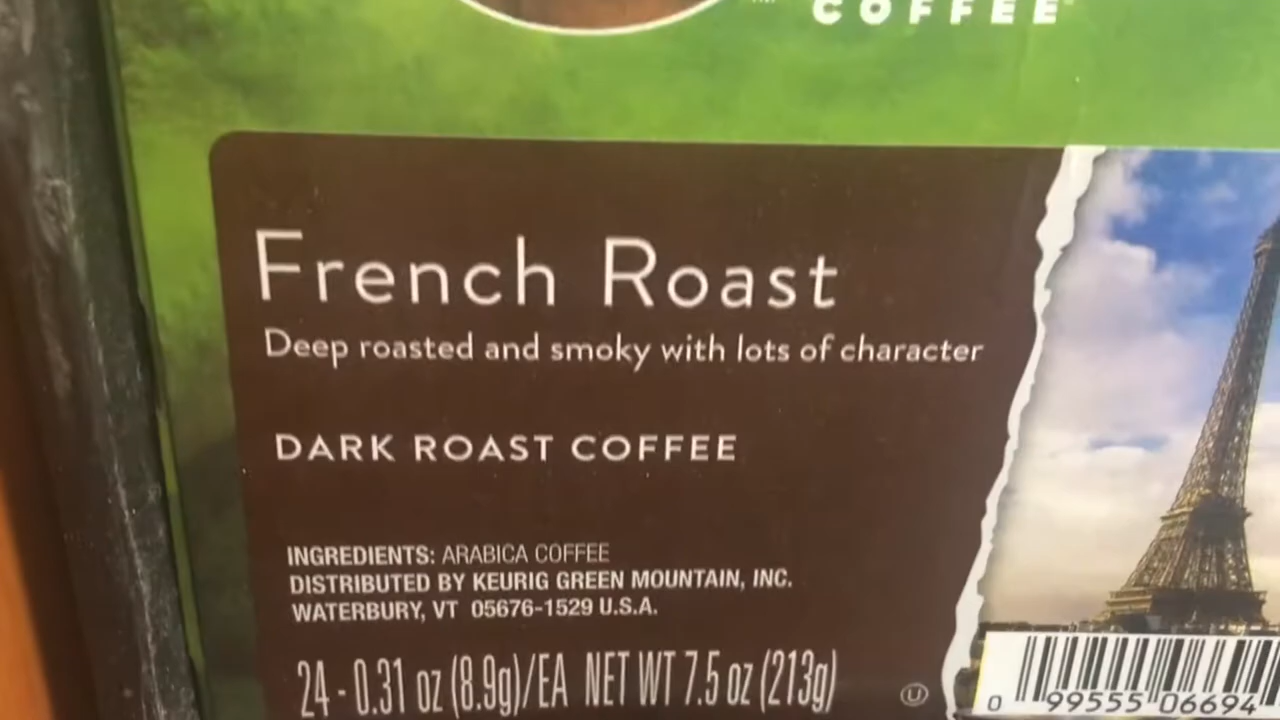 COFFEE
French Roast
Deep roasted and smoky with lots of character
DARK ROAST COFFEE
INGREDIENTS: ARABICA COFFEE
DISTRIBUTED BY KEURIG GREEN MOUNTAIN, INC.
WATERBURY, VT 05676-1529 U.S.A.
24 - 0.31 oz (8.9g)/EA NET WT 7.5 oz (213g)
U
0 99555 06694